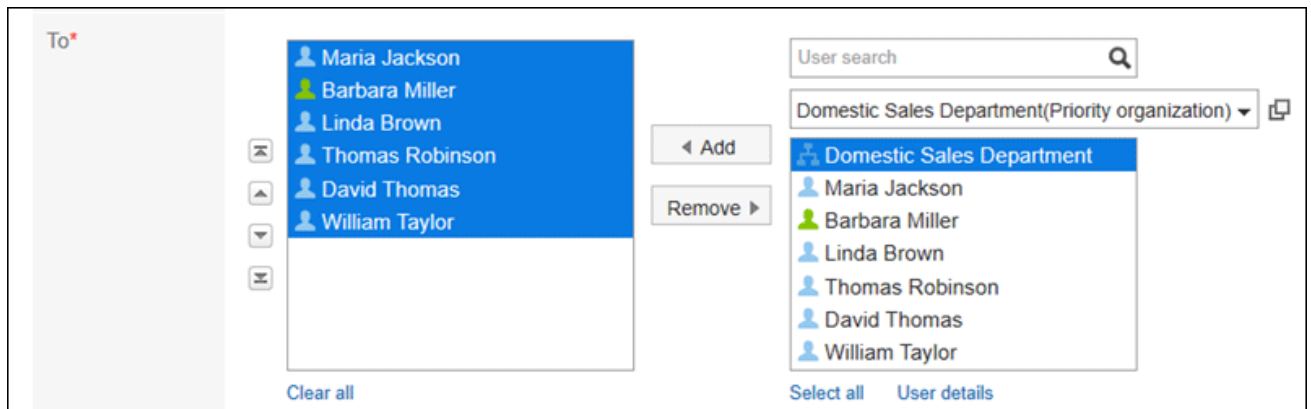 To*
Maria Jackson
Barbara Miller
Linda Brown
Thomas Robinson
David Thomas
William Taylor
Clear all
Add
Remove
User search
Domestic Sales Department(Priority organization)
Domestic Sales Department
Maria Jackson
Barbara Miller
Linda Brown
Thomas Robinson
David Thomas
William Taylor
Select all User details